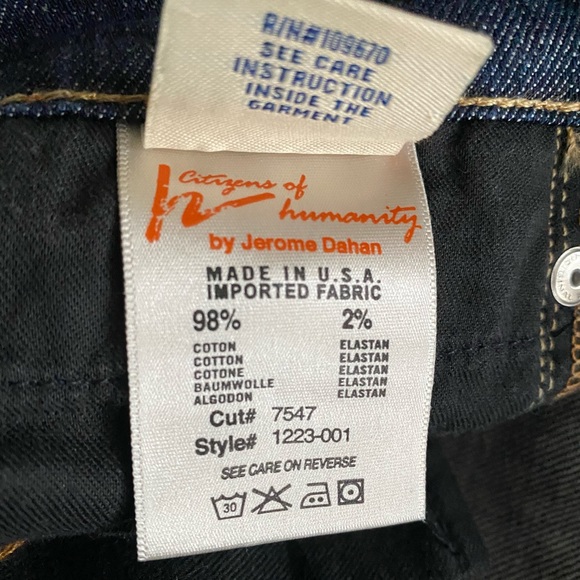 R/N#109670
SEE CARE
INSTRUCTION
INSIDE THE
GARMENT
Citizens of
humanity
by Jerome Dahan
MADE IN U.S.A.
IMPORTED FABRIC
98% 2%
COTON ELASTAN
COTTON ELASTAN
COTONE ELASTAN
BAUMWOLLE ELASTAN
ALGODON ELASTAN
Cut# 7547
Style# 1223-001
SEE CARE ON REVERSE
30